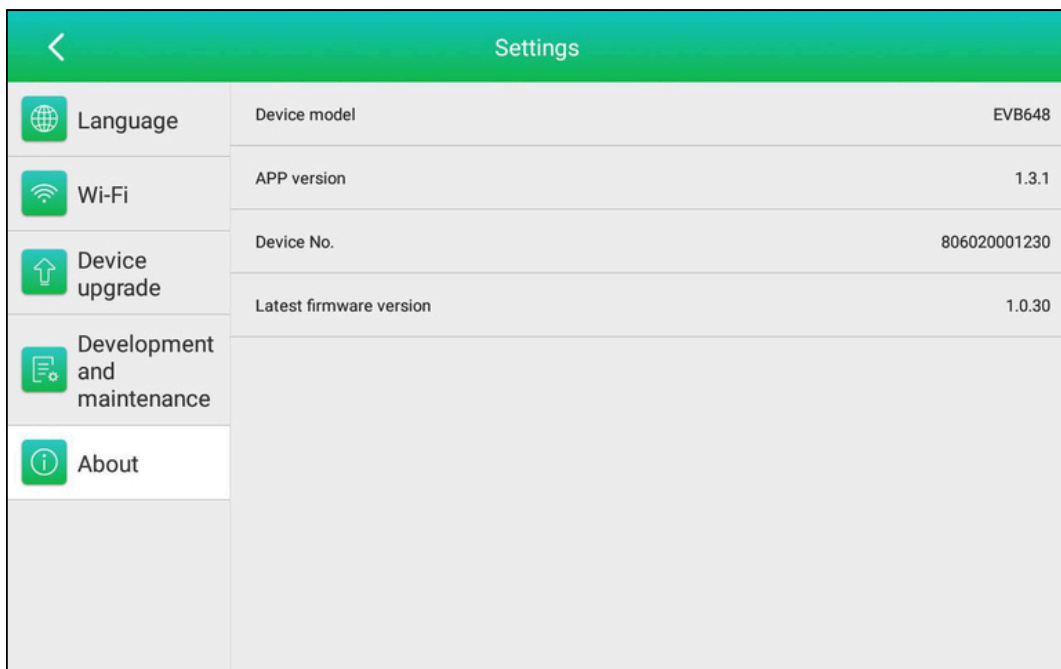 Settings
Language
Wi-Fi
Device
upgrade
Development
and
maintenance
About
Device model EVB648
APP version 1.3.1
Device No. 806020001230
Latest firmware version 1.0.30